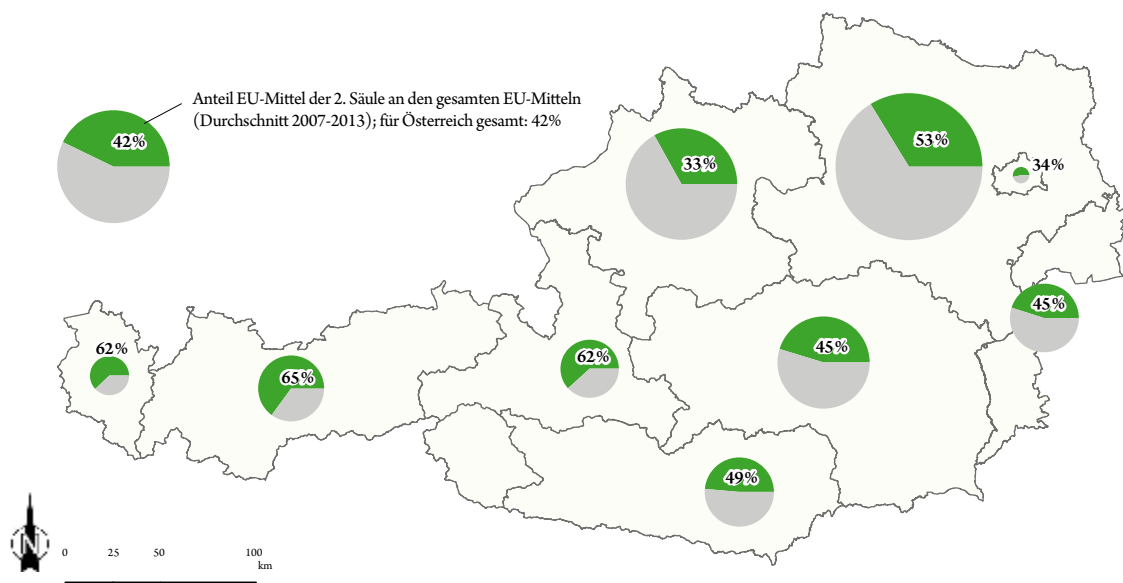 Anteil EU-Mittel der 2. Säule an den gesamten EU-Mitteln
(Durchschnitt 2007-2013); für Österreich gesamt: 42%
42%
33%
53%
34%
45%
45%
62%
65%
62%
49%
N
0 25 50 100
km